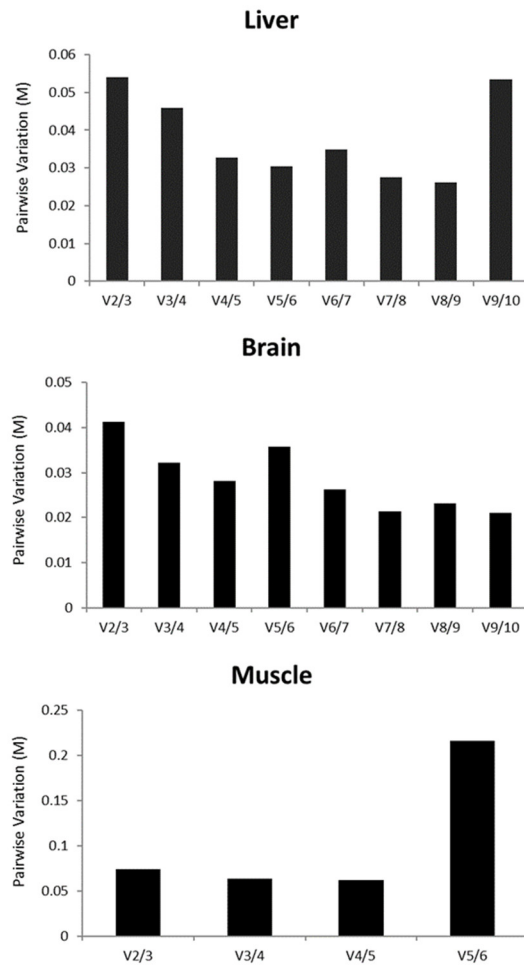 Liver
Pairwise Variation (M)
0.06
0.05
0.04
0.03
0.02
0.01
0
V2/3 V3/4 V4/5 V5/6 V6/7 V7/8 V8/9 V9/10
Brain
Pairwise Variation (M)
0.05
0.04
0.03
0.02
0.01
0
V2/3 V3/4 V4/5 V5/6 V6/7 V7/8 V8/9 V9/10
Muscle
Pairwise Variation (M)
0.25
0.2
0.15
0.1
0.05
0
V2/3 V3/4 V4/5 V5/6